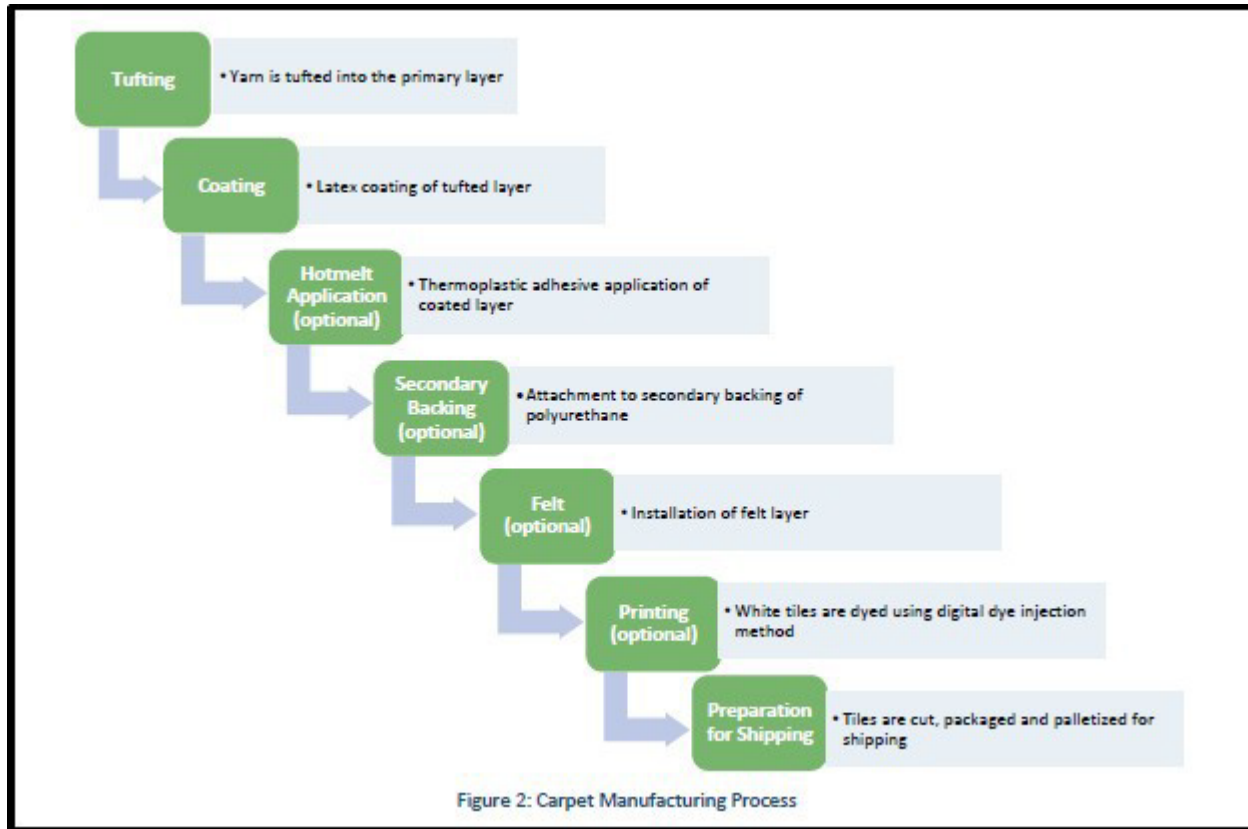 Tufting
• Yarn is tufted into the primary layer
Coating
• Latex coating of tufted layer
Hotmelt
Application
(optional)
• Thermoplastic adhesive application of
coated layer
Secondary
Backing
(optional)
• Attachment to secondary backing of
polyurethane
Felt
(optional)
• Installation of felt layer
Printing
(optional)
• White tiles are dyed using digital dye injection
method
Preparation
for Shipping
• Tiles are cut, packaged and palletized for
shipping
Figure 2: Carpet Manufacturing Process